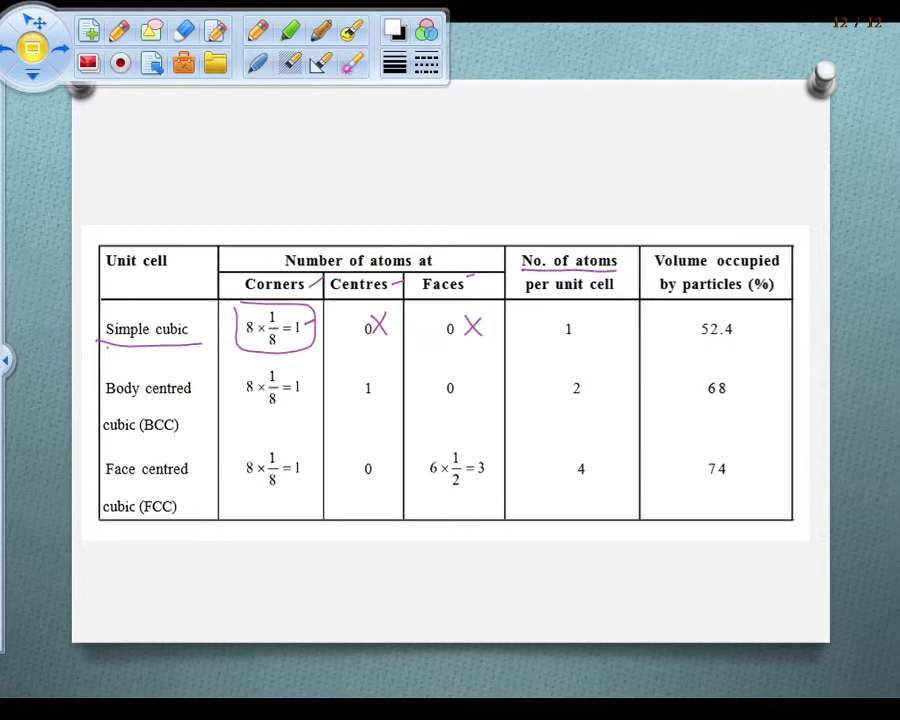 12 / 12
Unit cell Number of atoms at No. of atoms Volume occupied
Corners Centres Faces per unit cell by particles (%)
Simple cubic 8 × 1/8 = 1 0 X 0 X 1 52.4
Body centred 8 × 1/8 = 1 1 0 2 68
cubic (BCC)
Face centred 8 × 1/8 = 1 0 6 × 1/2 = 3 4 74
cubic (FCC)